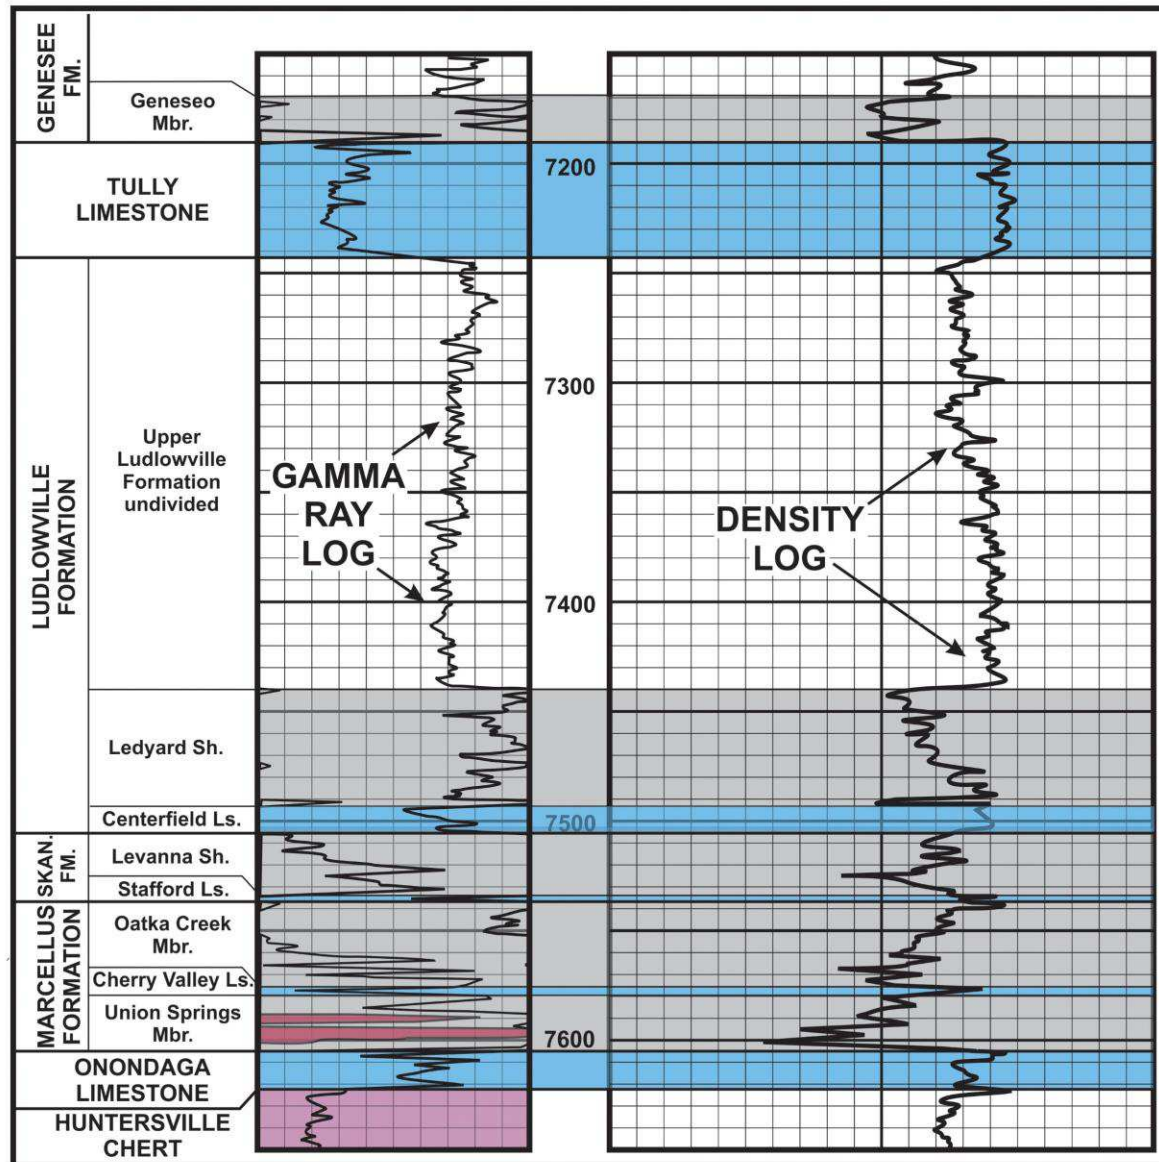 GENESEE
FM.
Geneseo
Mbr.
TULLY
LIMESTONE
LUDLOWVILLE
FORMATION
Upper
Ludlowville
Formation
undivided
Ledyard Sh.
Centerfield Ls.
SKAN.
FM.
Levanna Sh.
Stafford Ls.
MARCELLUS
FORMATION
Oatka Creek
Mbr.
Cherry Valley Ls.
Union Springs
Mbr.
ONONDAGA
LIMESTONE
HUNTERSVILLE
CHERT
GAMMA
RAY
LOG
7200
7300
7400
7500
7600
DENSITY
LOG